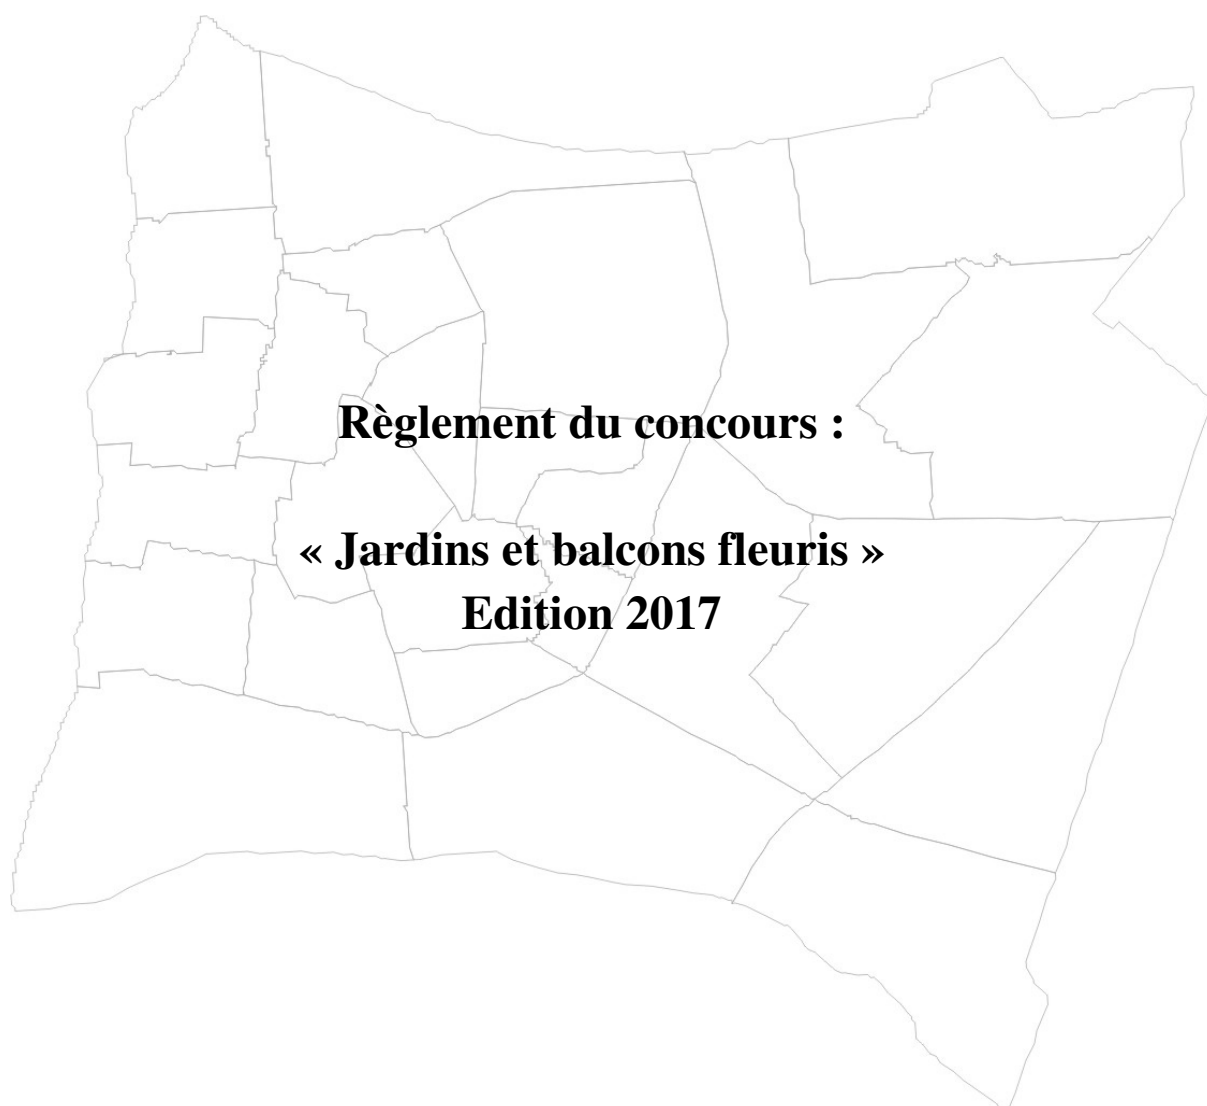 Règlement du concours :
« Jardins et balcons fleuris »
Edition 2017